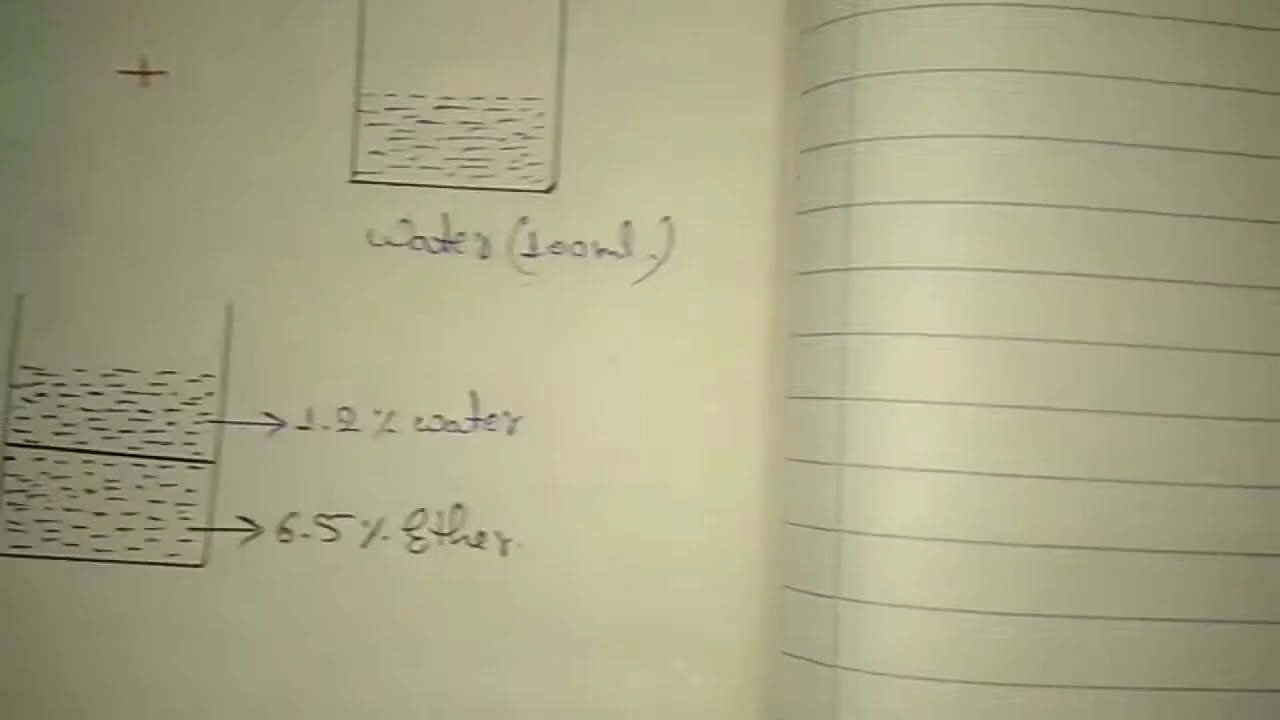 +
Water (100ml.)
1.2 % water
6.5 % Ether.